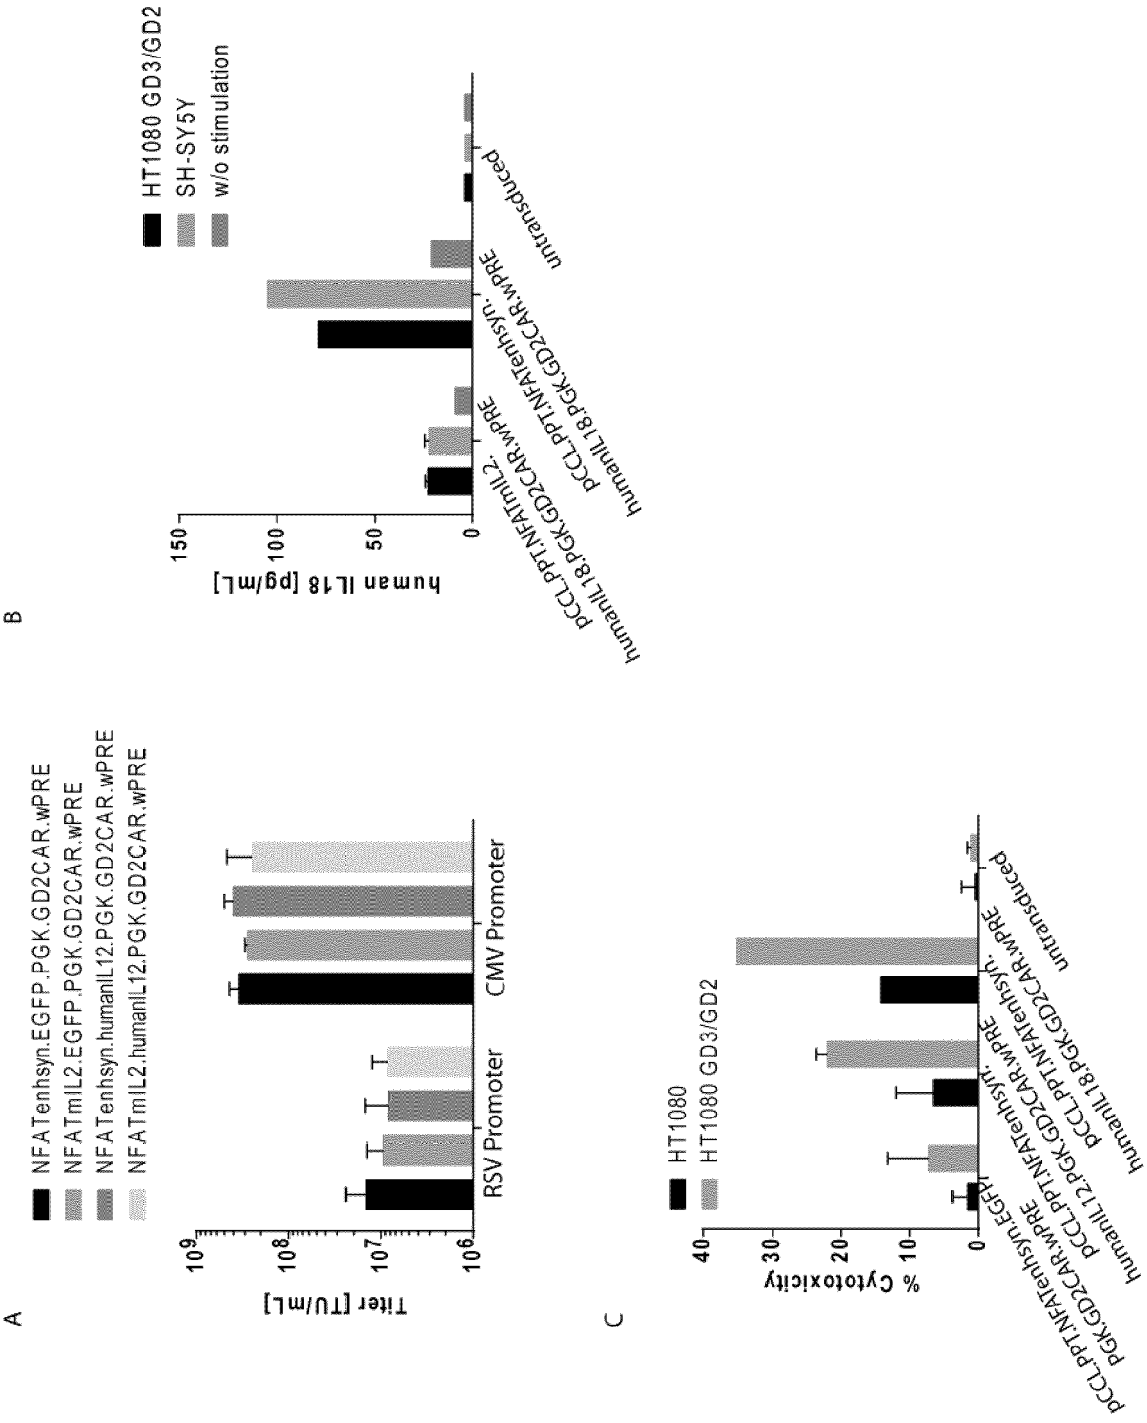 A
NFATenhsyn.EGFP.PGK.GD2CAR.wPRE
NFATmIL2.EGFP.PGK.GD2CAR.wPRE
NFATenhsyn.humanIL12.PGK.GD2CAR.wPRE
NFATmIL2.humanIL12.PGK.GD2CAR.wPRE
Titer [TU/mL]
10⁹
10⁸
10⁷
10⁶
RSV Promoter
CMV Promoter
B
HT1080 GD3/GD2
SH-SY5Y
w/o stimulation
human IL18 [pg/mL]
150
100
50
0
pCCL.PPT.NFATmIL2.
humanIL18.PGK.GD2CAR.wPRE
pCCL.PPT.NFATenhsyn.
humanIL18.PGK.GD2CAR.wPRE
untransduced
C
HT1080
HT1080 GD3/GD2
% Cytotoxicity
40
30
20
10
0
pCCL.PPT.NFATenhsyn.EGFP.
PGK.GD2CAR.wPRE
pCCL.PPT.NFATenhsyn.
humanIL12.PGK.GD2CAR.wPRE
pCCL.PPT.NFATenhsyn.
humanIL18.PGK.GD2CAR.wPRE
untransduced